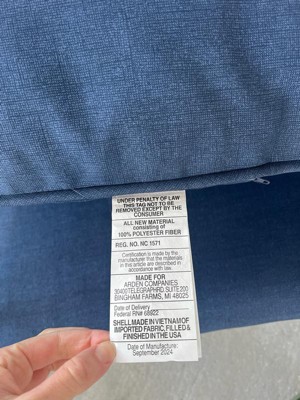 UNDER PENALTY OF LAW
THIS TAG NOT TO BE
REMOVED EXCEPT BY THE
CONSUMER
ALL NEW MATERIAL
consisting of
100% POLYESTER FIBER
REG. NO. NC 1571
Certification is made by the
manufacturer that the materials
in this article are described in
accordance with law.
MADE FOR
ARDEN COMPANIES
30400 TELEGRAPH RD. SUITE 200
BINGHAM FARMS, MI 48025
Date of Delivery
Federal RN# 68922
SHELL MADE IN VIETNAM OF
IMPORTED FABRIC, FILLED &
FINISHED IN THE USA
Date of Manufacture:
September 2024